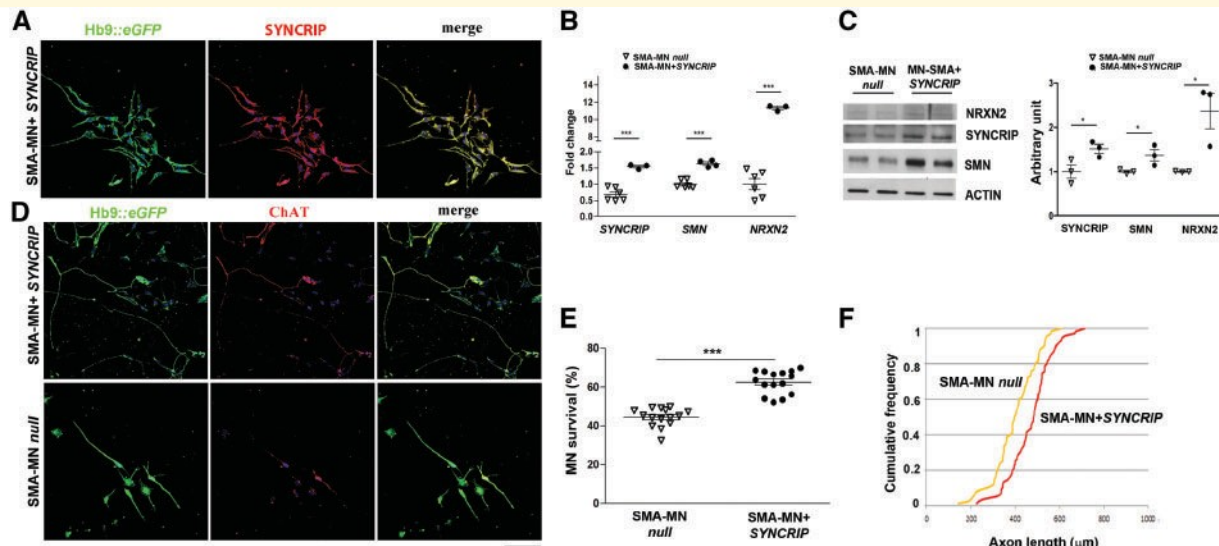 A
Hb9::eGFP
SYNCRIP
merge
SMA-MN+ SYNCRIP
B
SMA-MN null
SMA-MN+SYNCRIP
Fold change
14
12
10
8
6
2.0
1.5
1.0
0.5
0.0
***
***
***
SYNCRIP
SMN
NRXN2
C
SMA-MN
null
MN-SMA+
SYNCRIP
NRXN2
SYNCRIP
SMN
ACTIN
SMA-MN null
SMA-MN+SYNCRIP
Arbitrary unit
3
2
1
0
*
*
*
SYNCRIP
SMN
NRXN2
D
Hb9::eGFP
ChAT
merge
SMA-MN+ SYNCRIP
SMA-MN null
E
MN survival (%)
80
60
40
20
0
***
SMA-MN
null
SMA-MN+
SYNCRIP
F
Cumulative frequency
1
0.8
0.6
0.4
0.2
0
SMA-MN null
SMA-MN+SYNCRIP
0
200
400
600
800
1000
Axon length (μm)